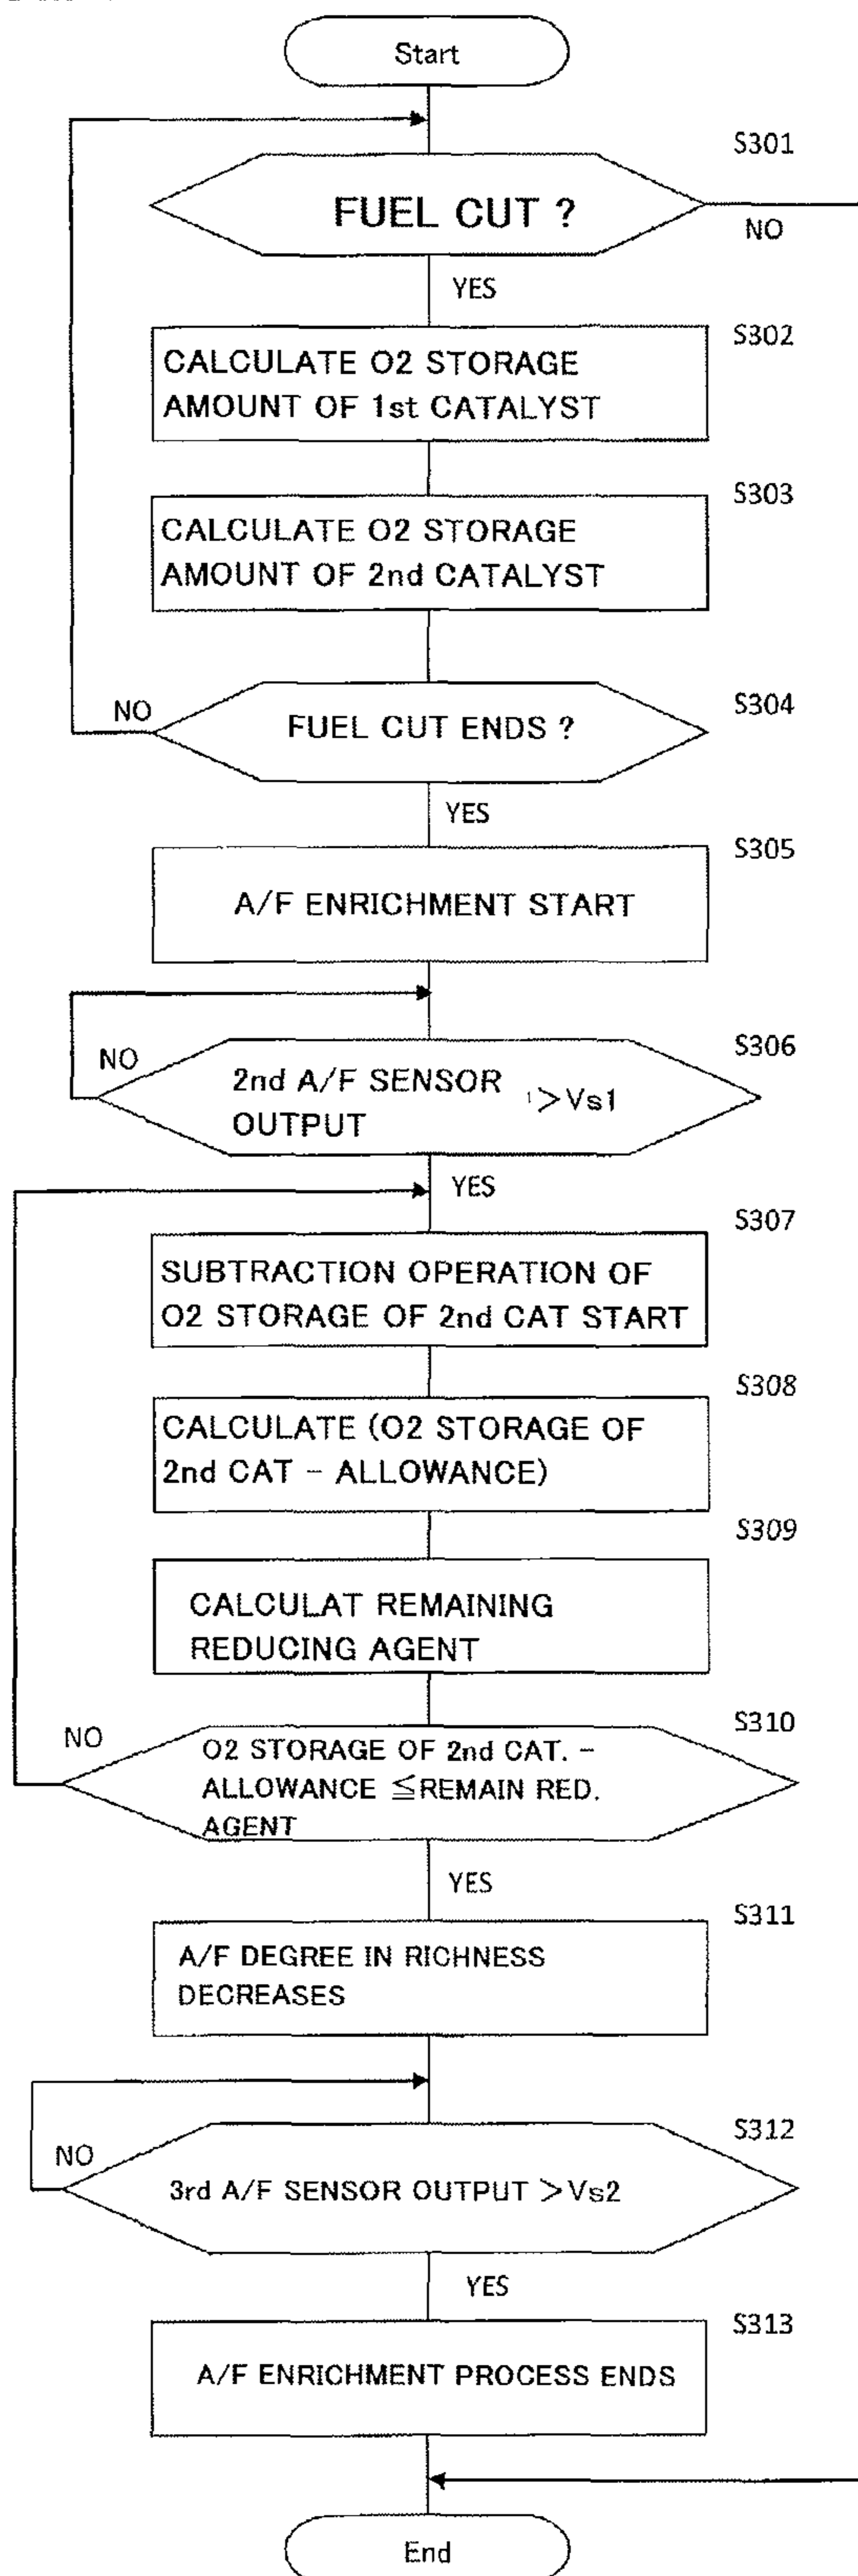 Start
S301
FUEL CUT ?
NO
YES
S302
CALCULATE O2 STORAGE
AMOUNT OF 1st CATALYST
S303
CALCULATE O2 STORAGE
AMOUNT OF 2nd CATALYST
S304
NO
FUEL CUT ENDS ?
YES
S305
A/F ENRICHMENT START
S306
NO
2nd A/F SENSOR
OUTPUT
>Vs1
YES
S307
SUBTRACTION OPERATION OF
O2 STORAGE OF 2nd CAT START
S308
CALCULATE (O2 STORAGE OF
2nd CAT - ALLOWANCE)
S309
CALCULAT REMAINING
REDUCING AGENT
S310
NO
O2 STORAGE OF 2nd CAT. -
ALLOWANCE ≦REMAIN RED.
AGENT
YES
S311
A/F DEGREE IN RICHNESS
DECREASES
S312
NO
3rd A/F SENSOR OUTPUT >Vs2
YES
S313
A/F ENRICHMENT PROCESS ENDS
End